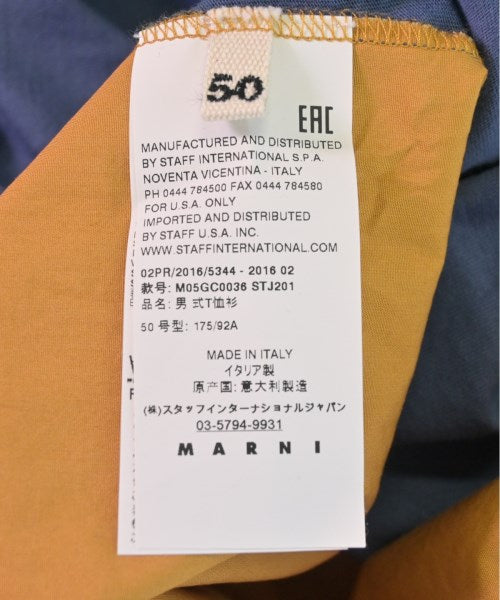 50
EAC
MANUFACTURED AND DISTRIBUTED
BY STAFF INTERNATIONAL S.P.A.
NOVENTA VICENTINA - ITALY
PH 0444 784500 FAX 0444 784580
FOR U.S.A. ONLY
IMPORTED AND DISTRIBUTED
BY STAFF U.S.A. INC.
WWW.STAFFINTERNATIONAL.COM
02PR/2016/5344 - 2016 02
款号: M05GC0036 STJ201
品名: 男 式T恤衫
50 号型: 175/92A
MADE IN ITALY
イタリア製
原产国: 意大利製造
(株)スタッフインターナショナルジャパン
03-5794-9931
MARNI